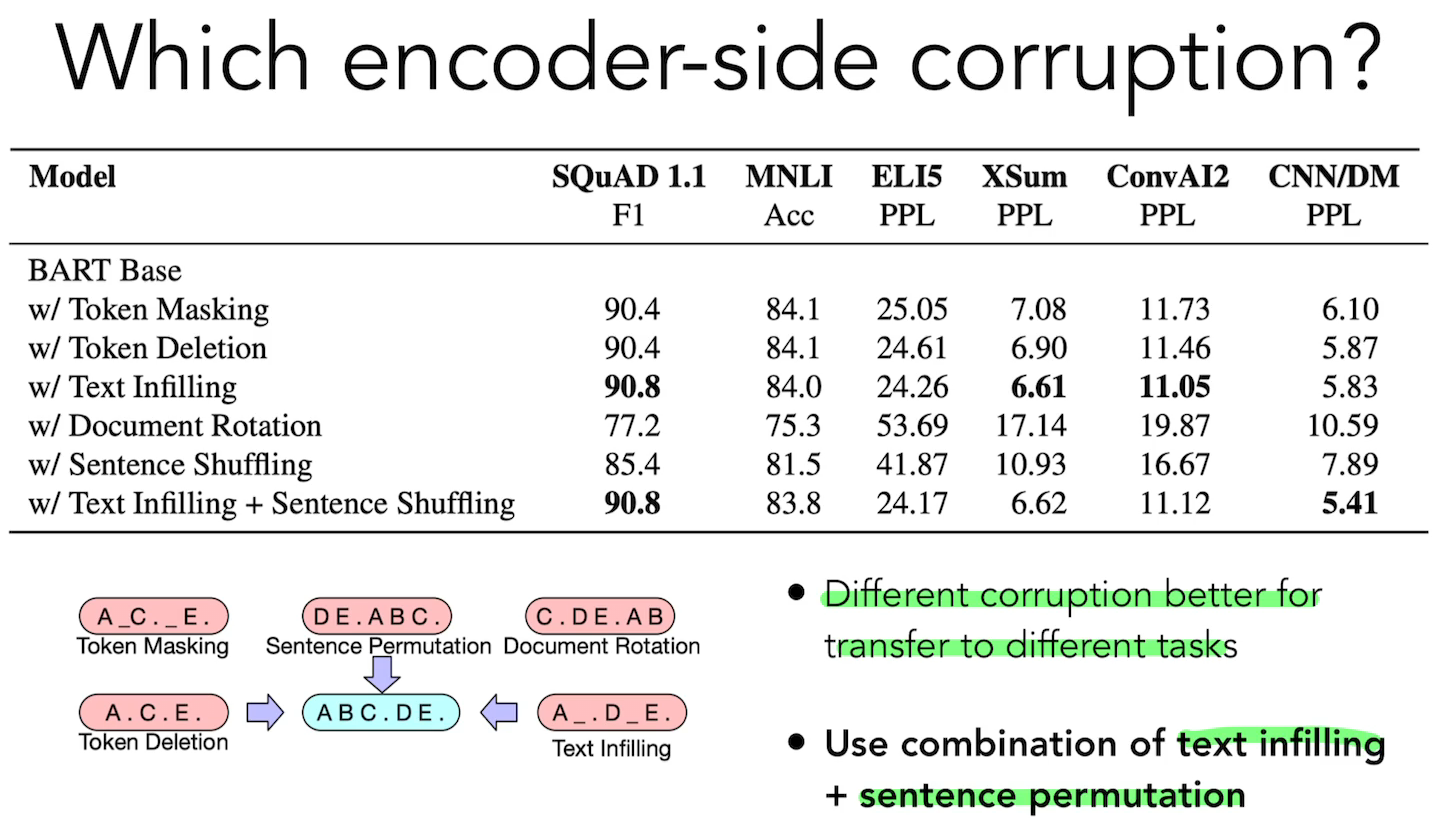 Which encoder-side corruption?
Model SQuAD 1.1 MNLI ELI5 XSum ConvAI2 CNN/DM
F1 Acc PPL PPL PPL PPL
BART Base
w/ Token Masking 90.4 84.1 25.05 7.08 11.73 6.10
w/ Token Deletion 90.4 84.1 24.61 6.90 11.46 5.87
w/ Text Infilling 90.8 84.0 24.26 6.61 11.05 5.83
w/ Document Rotation 77.2 75.3 53.69 17.14 19.87 10.59
w/ Sentence Shuffling 85.4 81.5 41.87 10.93 16.67 7.89
w/ Text Infilling + Sentence Shuffling 90.8 83.8 24.17 6.62 11.12 5.41
A _ C . _ E .
Token Masking
D E . A B C .
Sentence Permutation
C . D E . A B
Document Rotation
A . C . E .
Token Deletion
A B C . D E .
A _ . D _ E .
Text Infilling
• Different corruption better for
transfer to different tasks
• Use combination of text infilling
+ sentence permutation